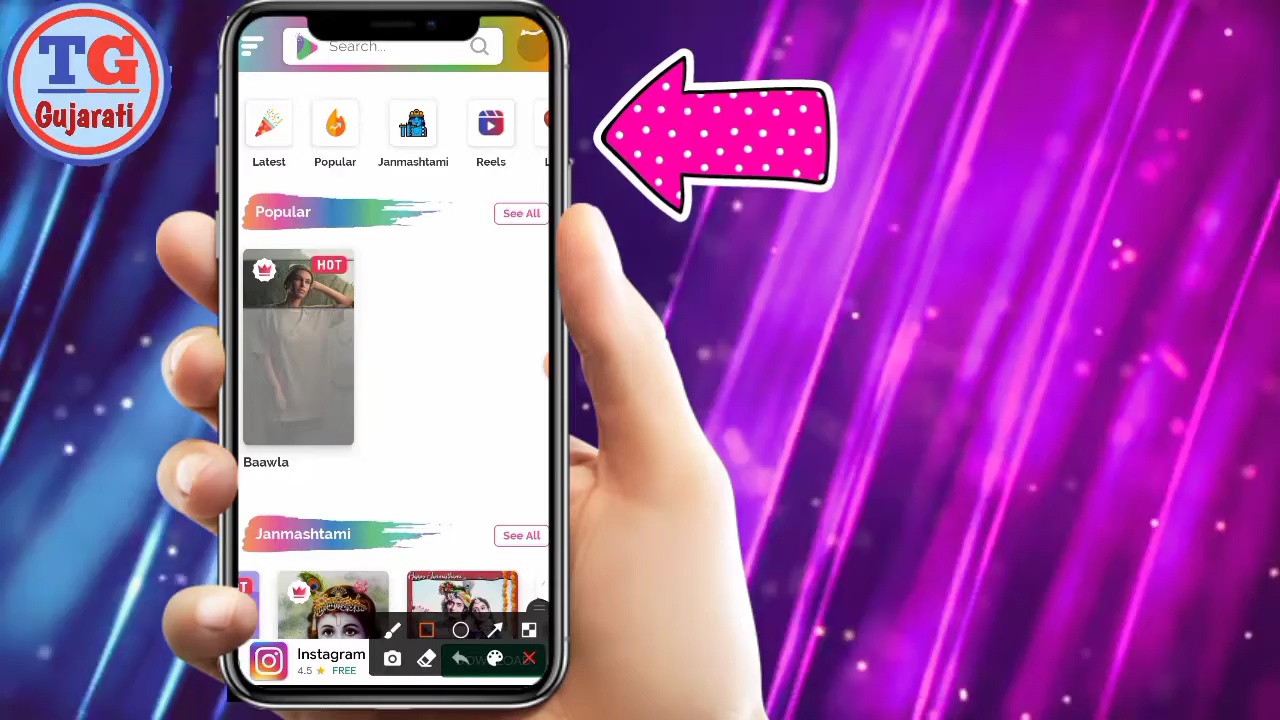 TG
Gujarati
Search...
Latest
Popular
Janmashtami
Reels
Popular
See All
HOT
Baawla
Janmashtami
See All
Instagram
4.5 ★ FREE